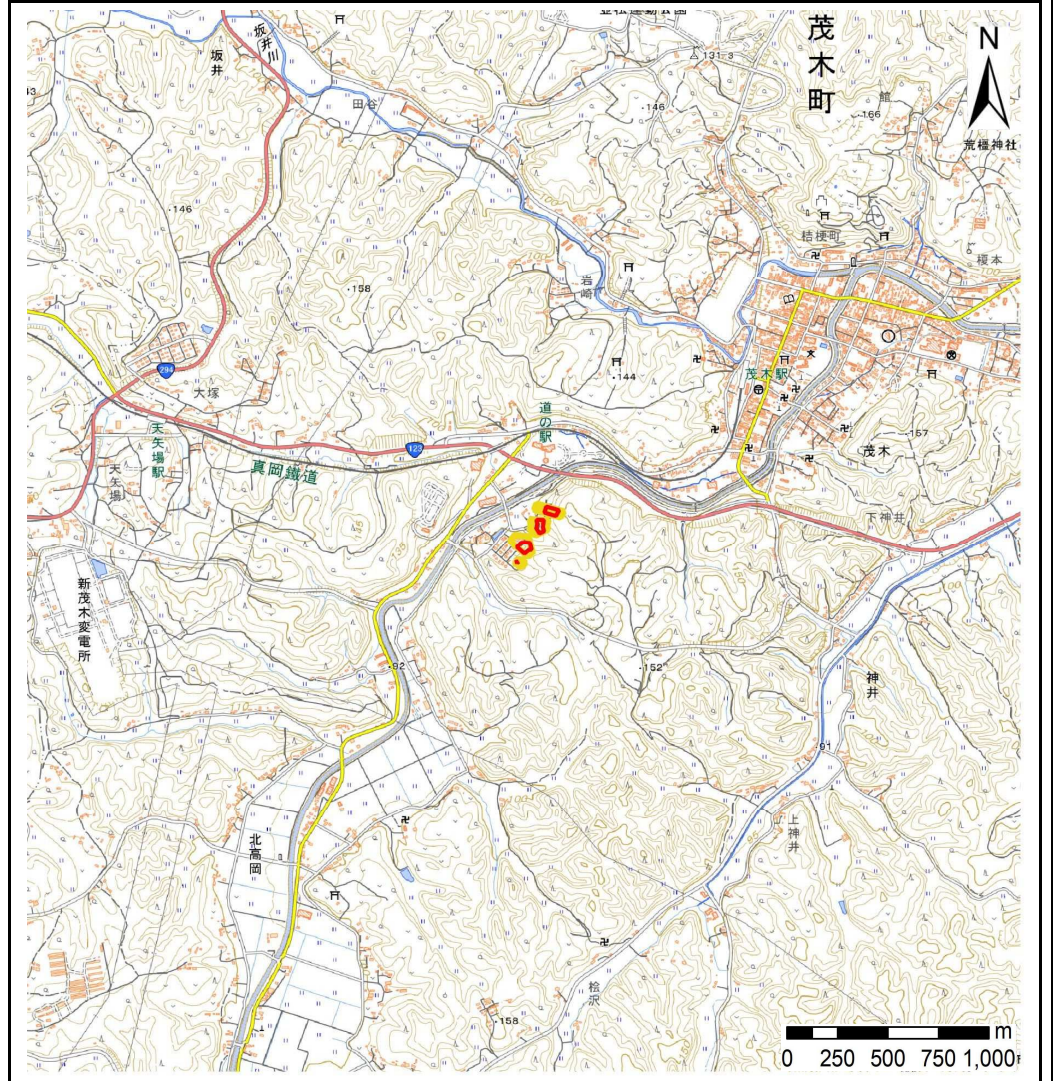 茂木町
N
荒橿神社
坂井川
坂井
田谷
131.3
146
館
166
146
桔梗町
榎本
158
岩崎
144
茂木駅
294
大塚
道の駅
123
天矢場駅
真岡鐵道
天矢場
茂木
157
下神井
新茂木変電所
92
152
神井
91
上神井
北高岡
桧沢
158
m
0 250 500 750 1,000